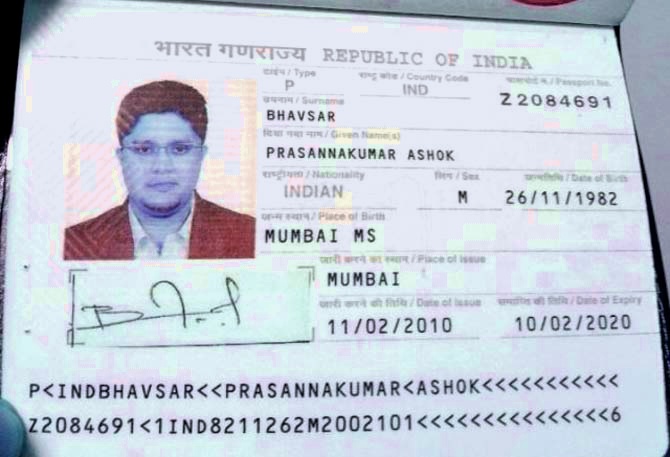 भारत गणराज्य REPUBLIC OF INDIA
टाईप / Type राष्ट्र कोड / Country Code पासपोर्ट न. / Passport No.
P IND Z2084691
उपनाम / Surname
BHAVSAR
दिया गया नाम / Given Name(s)
PRASANNAKUMAR ASHOK
राष्ट्रीयता / Nationality लिंग / Sex जन्मतिथि / Date of Birth
INDIAN M 26/11/1982
जन्म स्थान / Place of Birth
MUMBAI MS
जारी करने का स्थान / Place of Issue
MUMBAI
जारी करने की तिथि / Date of Issue समाप्ति की तिथि / Date of Expiry
11/02/2010 10/02/2020
P<INDBHAVSAR<<PRASANNAKUMAR<ASHOK<<<<<<<<<<<
Z2084691<1IND8211262M2002101<<<<<<<<<<<<<<<6